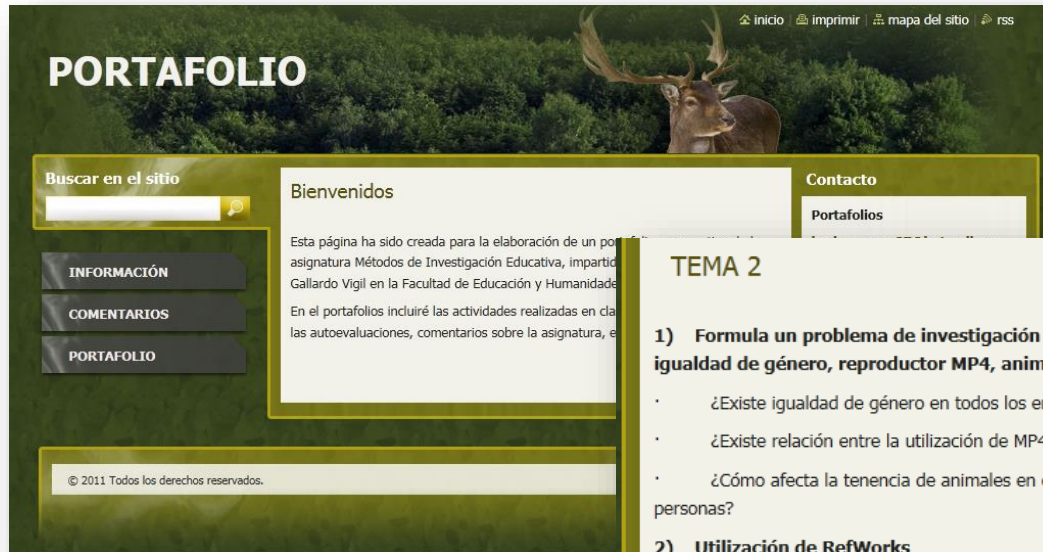 inicio | imprimir | mapa del sitio | rss
PORTAFOLIO
Buscar en el sitio
INFORMACIÓN
COMENTARIOS
PORTAFOLIO
Bienvenidos
Esta página ha sido creada para la elaboración de un
asignatura Métodos de Investigación Educativa,
Gallardo Vigil en la Facultad de Educación y
En el portafolios incluiré las actividades realizadas en
las autoevaluaciones, comentarios sobre la asignatura,
Contacto
Portafolios
© 2011 Todos los derechos reservados.
TEMA 2
1) Formula un problema de investigación
igualdad de género, reproductor MP4,
· ¿Existe igualdad de género en todos los
· ¿Existe relación entre la utilización de MP4
· ¿Cómo afecta la tenencia de animales en
personas?
2) Utilización de RefWorks